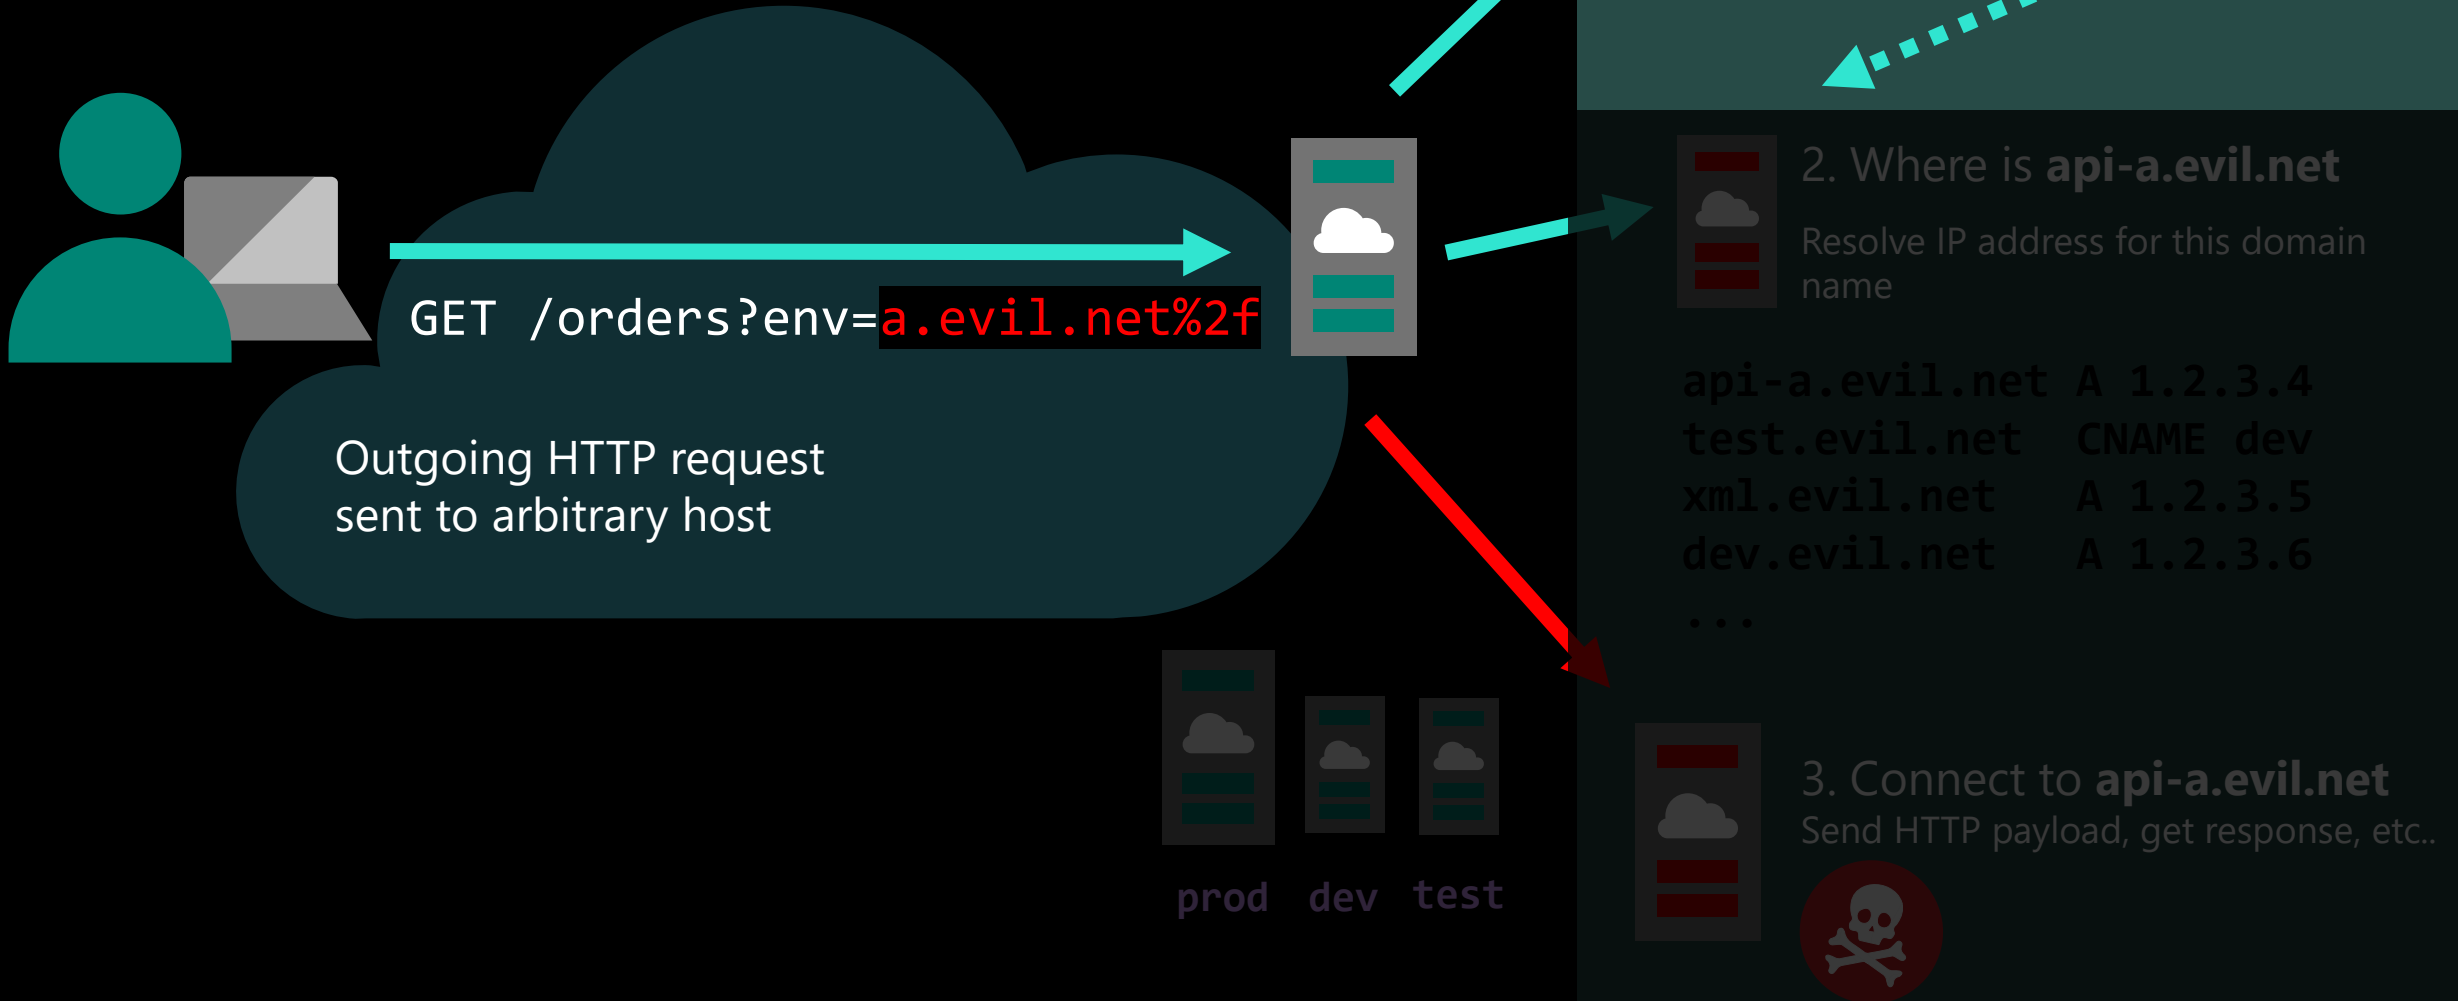 GET /orders?env=a.evil.net%2f
Outgoing HTTP request
sent to arbitrary host
2. Where is api-a.evil.net
Resolve IP address for this domain
name
api-a.evil.net A 1.2.3.4
test.evil.net CNAME dev
xml.evil.net A 1.2.3.5
dev.evil.net A 1.2.3.6
...
prod dev test
3. Connect to api-a.evil.net
Send HTTP payload, get response, etc..